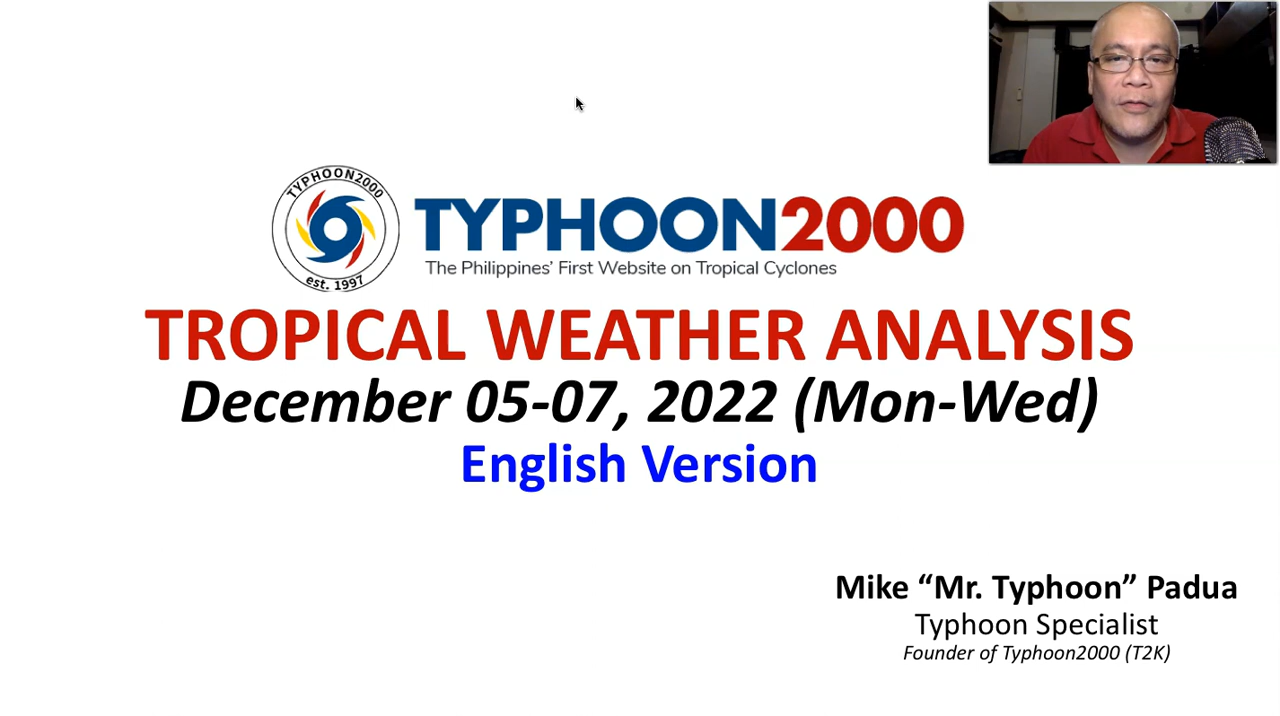 TYPHOON2000
est. 1997
TYPHOON2000
The Philippines' First Website on Tropical Cyclones
TROPICAL WEATHER ANALYSIS
December 05-07, 2022 (Mon-Wed)
English Version
Mike “Mr. Typhoon” Padua
Typhoon Specialist
Founder of Typhoon2000 (T2K)